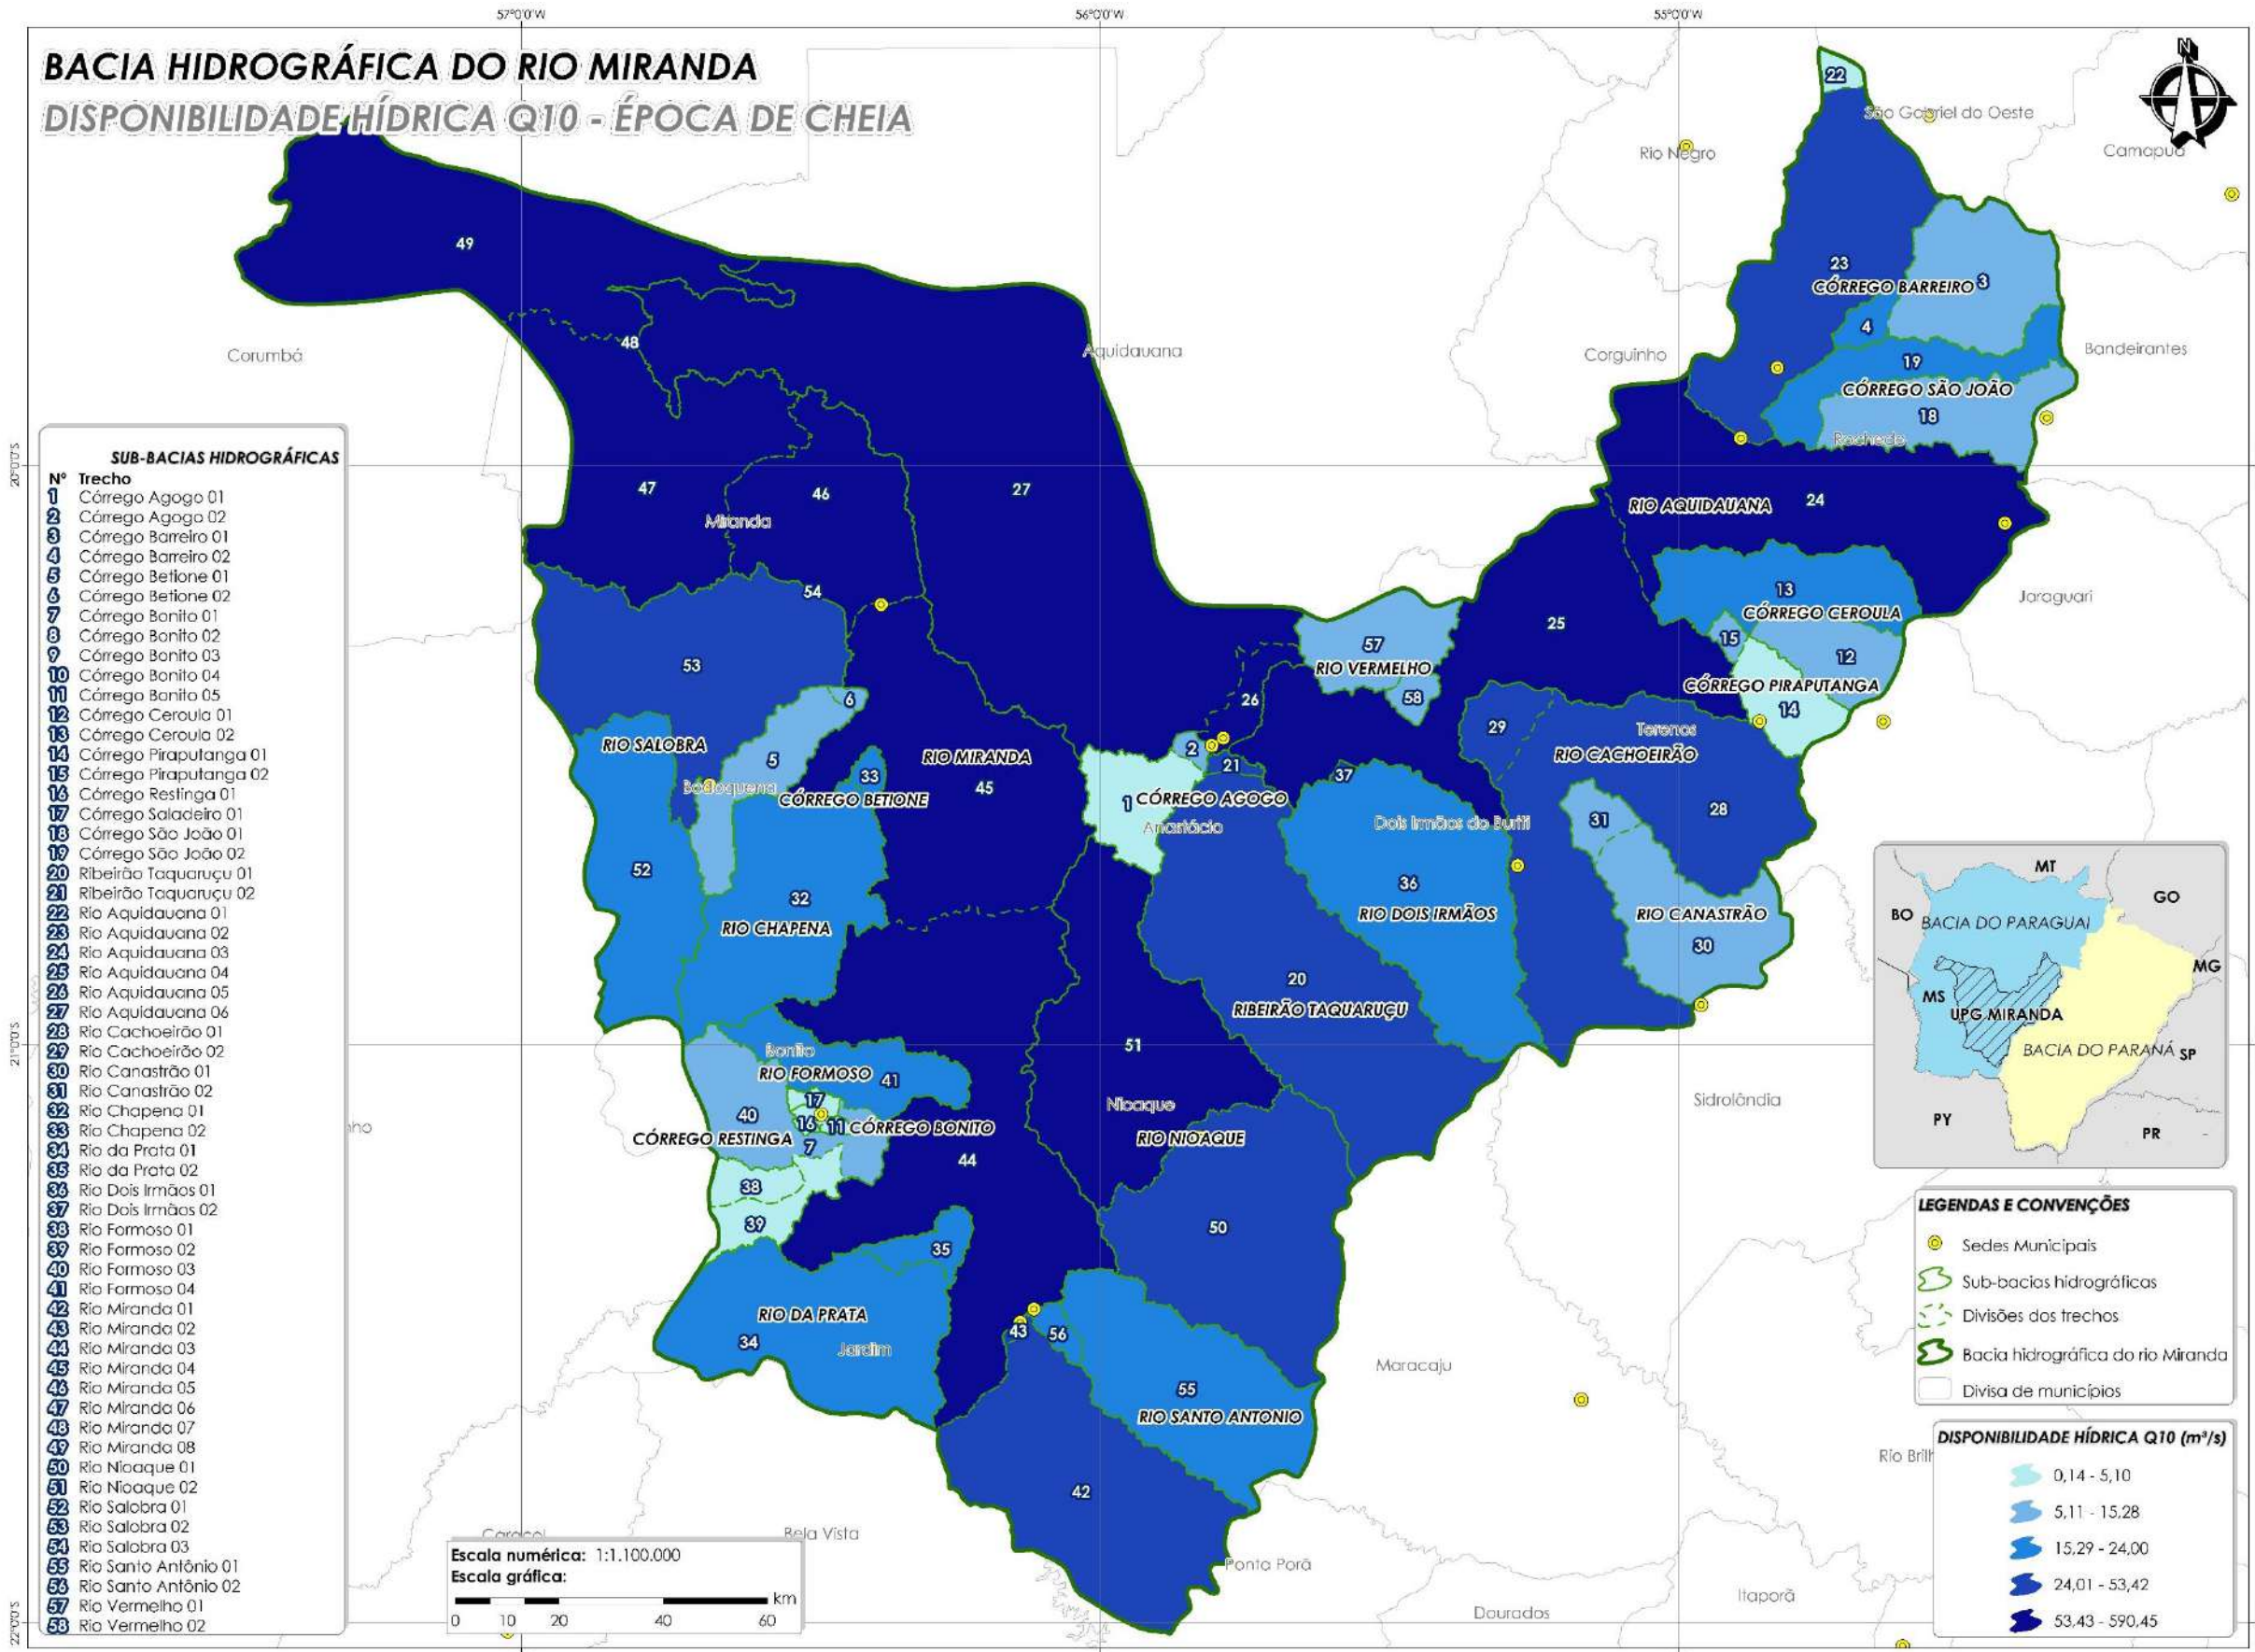 57°0'0"W
56°0'0"W
55°0'0"W
BACIA HIDROGRÁFICA DO RIO MIRANDA
DISPONIBILIDADE HÍDRICA Q10 - ÉPOCA DE CHEIA
N
22
São Gabriel do Oeste
Rio Negro
Camapuã
49
23
CÓRREGO BARREIRO
3
4
48
Corumbá
Aquidauana
Corguinho
Bandeirantes
19
CÓRREGO SÃO JOÃO
18
Rochedo
20°0'0"S
47
46
27
24
RIO AQUIDAUANA
Miranda
54
13
CÓRREGO CEROULA
Jaraguari
25
57
15
12
53
RIO VERMELHO
58
CÓRREGO PIRAPUTANGA
14
6
26
29
Terenos
RIO SALOBRA
2
RIO CACHOEIRÃO
5
RIO MIRANDA
21
37
33
Bodoquena
45
CÓRREGO BETIONE
1
CÓRREGO AGOGO
Anastácio
28
31
Dois Irmãos do Buriti
52
32
36
RIO CHAPENA
RIO DOIS IRMÃOS
RIO CANASTRÃO
30
20
RIBEIRÃO TAQUARUÇU
21°0'0"S
51
Bonito
RIO FORMOSO
41
17
40
16
11
CÓRREGO BONITO
CÓRREGO RESTINGA
7
Nioaque
RIO NIOAQUE
Sidrolândia
nho
44
38
39
50
35
RIO DA PRATA
34
Jardim
43
56
Maracaju
55
RIO SANTO ANTONIO
42
Rio Brilh
Caracol
Bela Vista
Ponta Porã
Itaporã
Dourados
22°0'0"S
SUB-BACIAS HIDROGRÁFICAS
Nº Trecho
1 Córrego Agogo 01
2 Córrego Agogo 02
3 Córrego Barreiro 01
4 Córrego Barreiro 02
5 Córrego Betione 01
6 Córrego Betione 02
7 Córrego Bonito 01
8 Córrego Bonito 02
9 Córrego Bonito 03
10 Córrego Bonito 04
11 Córrego Bonito 05
12 Córrego Ceroula 01
13 Córrego Ceroula 02
14 Córrego Piraputanga 01
15 Córrego Piraputanga 02
16 Córrego Restinga 01
17 Córrego Saladeiro 01
18 Córrego São João 01
19 Córrego São João 02
20 Ribeirão Taquaruçu 01
21 Ribeirão Taquaruçu 02
22 Rio Aquidauana 01
23 Rio Aquidauana 02
24 Rio Aquidauana 03
25 Rio Aquidauana 04
26 Rio Aquidauana 05
27 Rio Aquidauana 06
28 Rio Cachoeirão 01
29 Rio Cachoeirão 02
30 Rio Canastrão 01
31 Rio Canastrão 02
32 Rio Chapena 01
33 Rio Chapena 02
34 Rio da Prata 01
35 Rio da Prata 02
36 Rio Dois Irmãos 01
37 Rio Dois Irmãos 02
38 Rio Formoso 01
39 Rio Formoso 02
40 Rio Formoso 03
41 Rio Formoso 04
42 Rio Miranda 01
43 Rio Miranda 02
44 Rio Miranda 03
45 Rio Miranda 04
46 Rio Miranda 05
47 Rio Miranda 06
48 Rio Miranda 07
49 Rio Miranda 08
50 Rio Nioaque 01
51 Rio Nioaque 02
52 Rio Salobra 01
53 Rio Salobra 02
54 Rio Salobra 03
55 Rio Santo Antônio 01
56 Rio Santo Antônio 02
57 Rio Vermelho 01
58 Rio Vermelho 02
Escala numérica: 1:1.100.000
Escala gráfica:
km
0 10 20 40 60
MT
GO
BO
BACIA DO PARAGUAI
MG
MS
UPG MIRANDA
BACIA DO PARANÁ
SP
PY
PR
LEGENDAS E CONVENÇÕES
Sedes Municipais
Sub-bacias hidrográficas
Divisões dos trechos
Bacia hidrográfica do rio Miranda
Divisa de municípios
DISPONIBILIDADE HÍDRICA Q10 (m³/s)
0,14 - 5,10
5,11 - 15,28
15,29 - 24,00
24,01 - 53,42
53,43 - 590,45